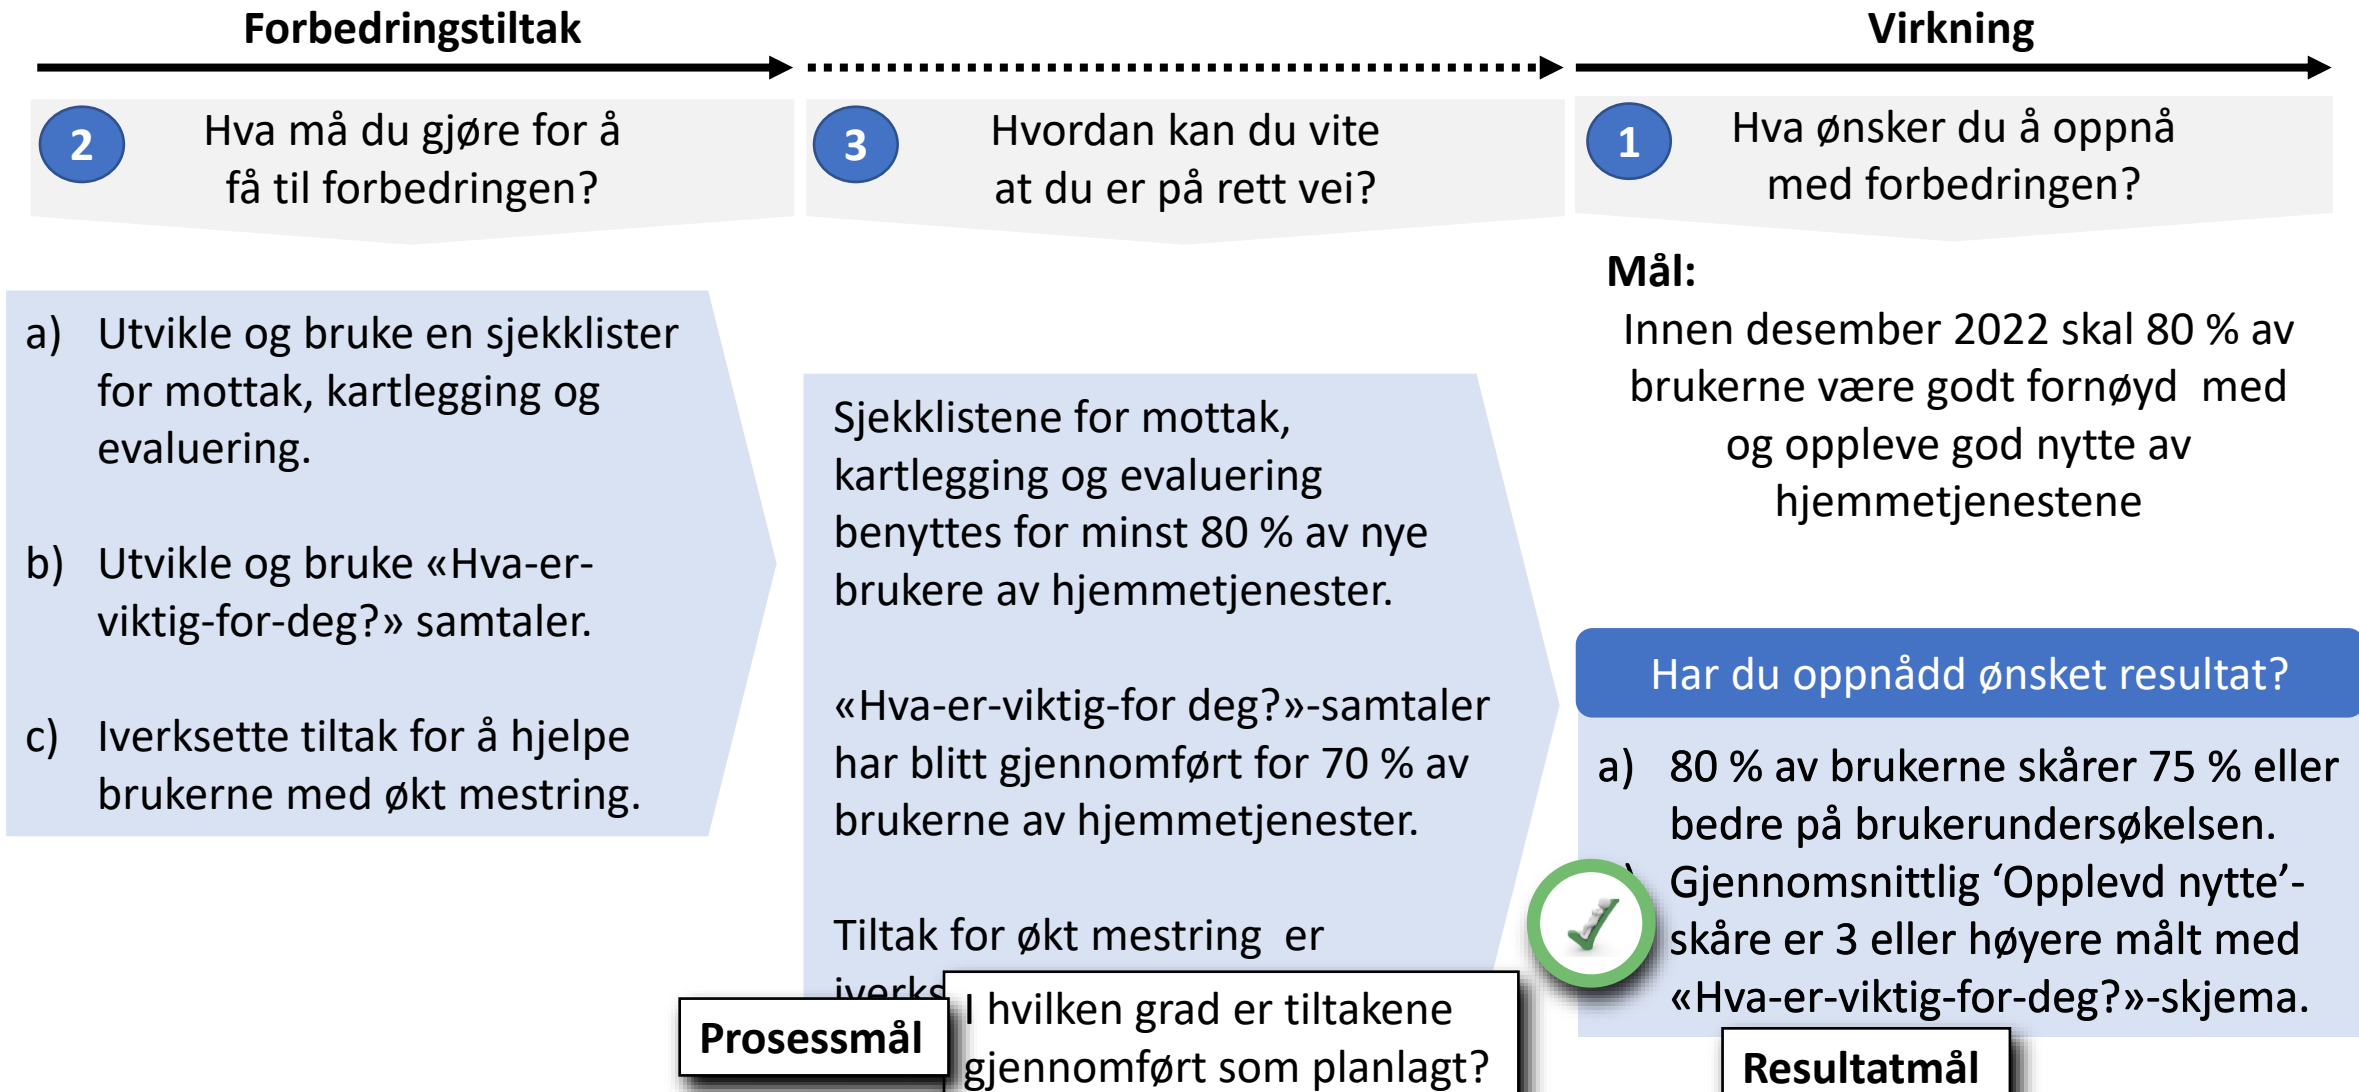 Forbedringstiltak
Virkning
2
Hva må du gjøre for å
få til forbedringen?
3
Hvordan kan du vite
at du er på rett vei?
1
Hva ønsker du å oppnå
med forbedringen?
a) Utvikle og bruke en sjekklister
for mottak, kartlegging og
evaluering.
b) Utvikle og bruke «Hva-er-
viktig-for-deg?» samtaler.
c) Iverksette tiltak for å hjelpe
brukerne med økt mestring.
Sjekklistene for mottak,
kartlegging og evaluering
benyttes for minst 80 % av nye
brukere av hjemmetjenester.
«Hva-er-viktig-for deg?»-samtaler
har blitt gjennomført for 70 % av
brukerne av hjemmetjenester.
Tiltak for økt mestring er
Prosessmål
I hvilken grad er tiltakene
gjennomført som planlagt?
Mål:
Innen desember 2022 skal 80 % av
brukerne være godt fornøyd med
og oppleve god nytte av
hjemmetjenestene
Har du oppnådd ønsket resultat?
a) 80 % av brukerne skårer 75 % eller
bedre på brukerundersøkelsen.
Gjennomsnittlig ‘Opplevd nytte’-
skåre er 3 eller høyere målt med
«Hva-er-viktig-for-deg?»-skjema.
Resultatmål